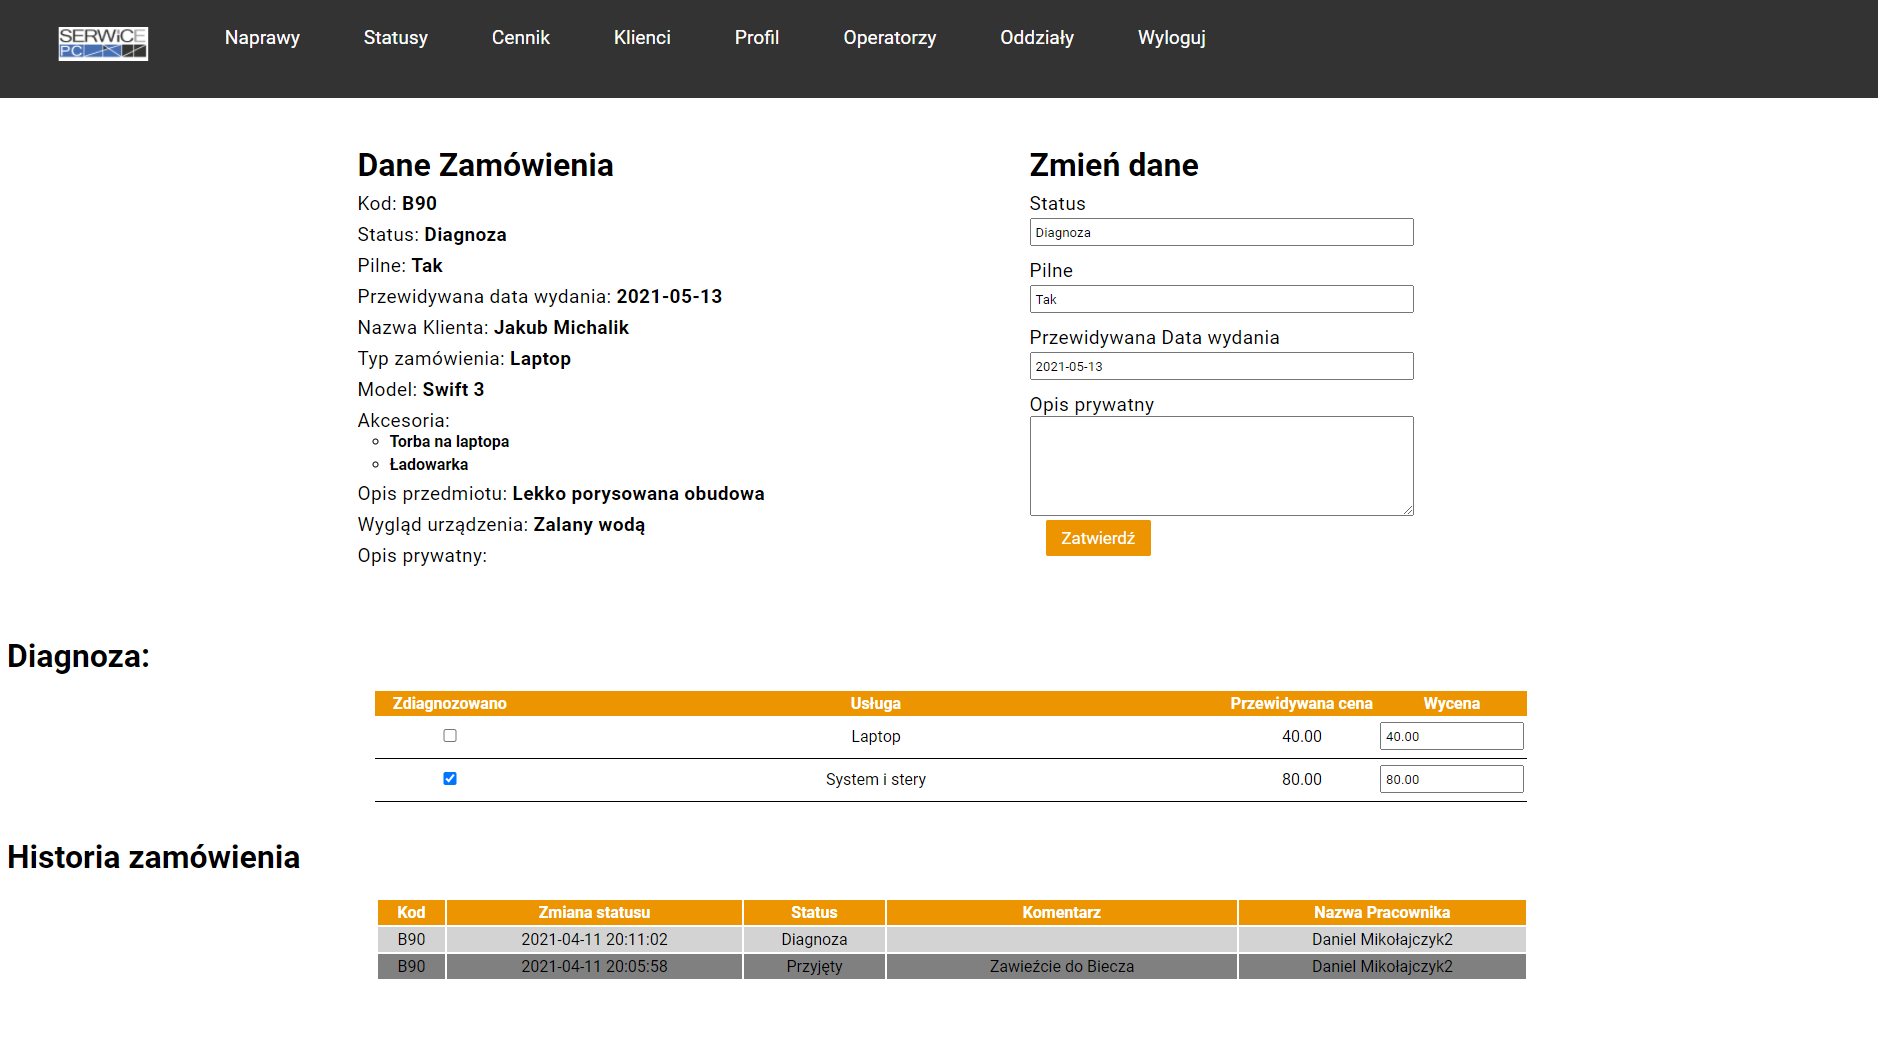 SERWiCE
PC
Naprawy Statusy Cennik Klienci Profil Operatorzy Oddziały Wyloguj
Dane Zamówienia
Kod: B90
Status: Diagnoza
Pilne: Tak
Przewidywana data wydania: 2021-05-13
Nazwa Klienta: Jakub Michalik
Typ zamówienia: Laptop
Model: Swift 3
Akcesoria:
Torba na laptopa
Ładowarka
Opis przedmiotu: Lekko porysowana obudowa
Wygląd urządzenia: Zalany wodą
Opis prywatny:
Zmień dane
Status
Diagnoza
Pilne
Tak
Przewidywana Data wydania
2021-05-13
Opis prywatny
Zatwierdź
Diagnoza:
Zdiagnozowano Usługa Przewidywana cena Wycena
Laptop 40.00 40.00
System i stery 80.00 80.00
Historia zamówienia
Kod Zmiana statusu Status Komentarz Nazwa Pracownika
B90 2021-04-11 20:11:02 Diagnoza Daniel Mikołajczyk2
B90 2021-04-11 20:05:58 Przyjęty Zawieźcie do Biecza Daniel Mikołajczyk2